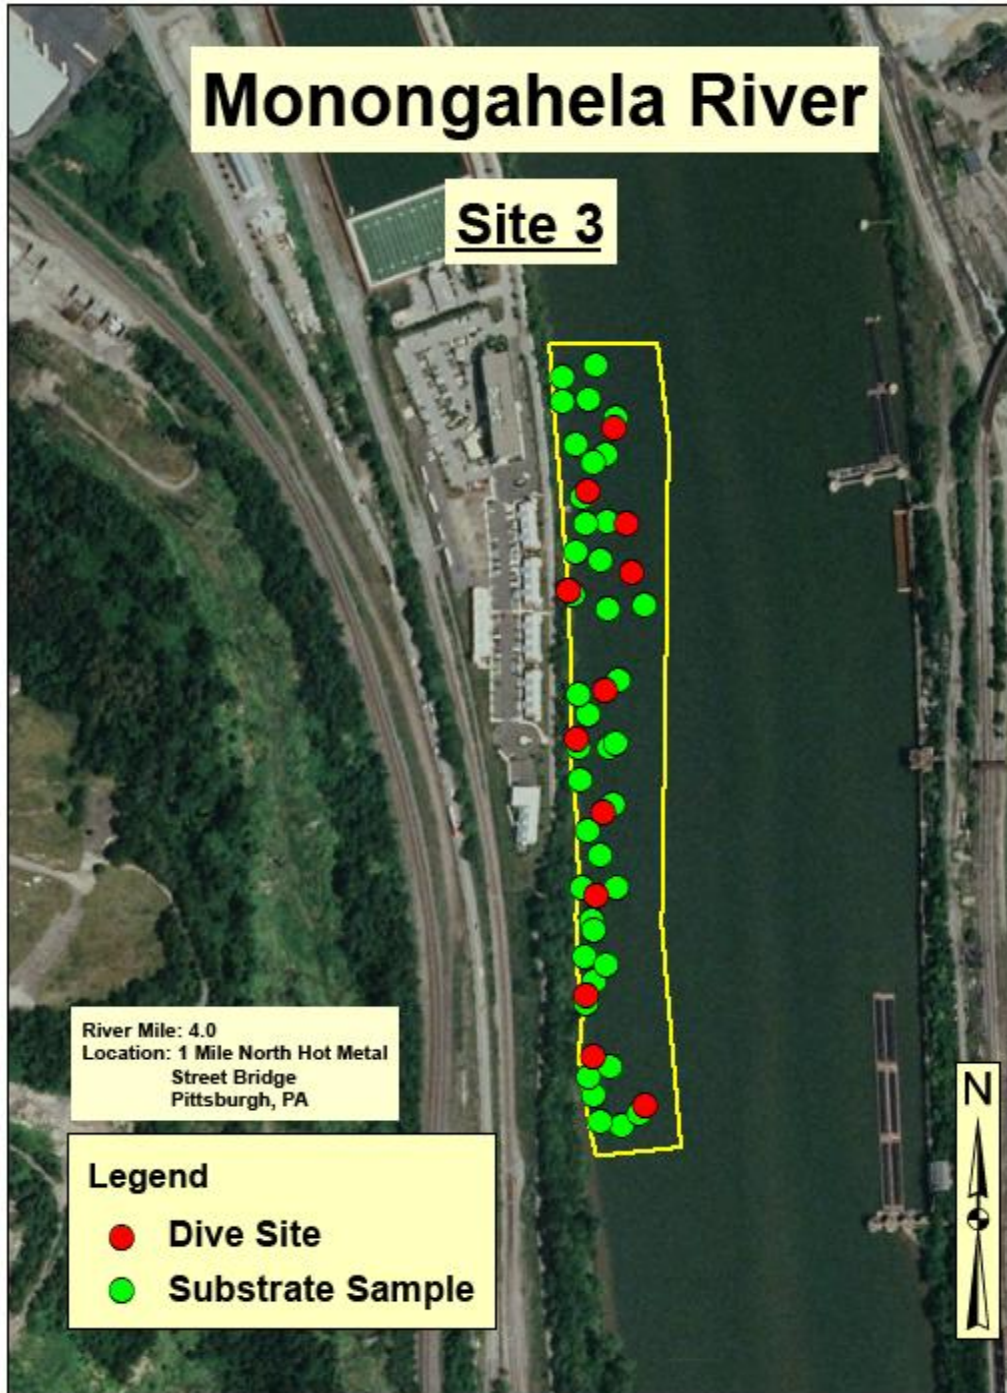 Monongahela River
Site 3
River Mile: 4.0
Location: 1 Mile North Hot Metal
Street Bridge
Pittsburgh, PA
N
Legend
Dive Site
Substrate Sample